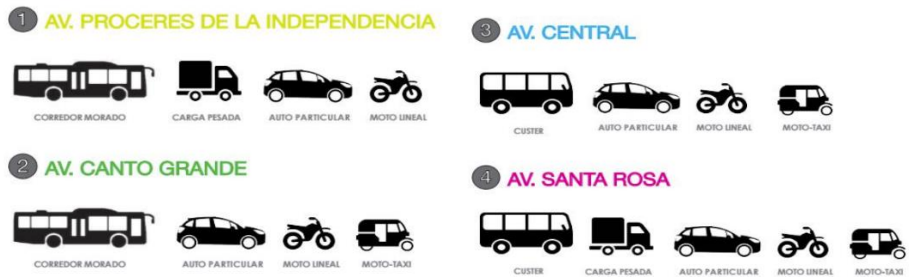 1 AV. PROCERES DE LA INDEPENDENCIA
CORREDOR MORADO CARGA PESADA AUTO PARTICULAR MOTO LINEAL
2 AV. CANTO GRANDE
CORREDOR MORADO AUTO PARTICULAR MOTO LINEAL MOTO-TAXI
3 AV. CENTRAL
CUSTER AUTO PARTICULAR MOTO LINEAL MOTO-TAXI
4 AV. SANTA ROSA
CUSTER CARGA PESADA AUTO PARTICULAR MOTO LINEAL MOTO-TAXI